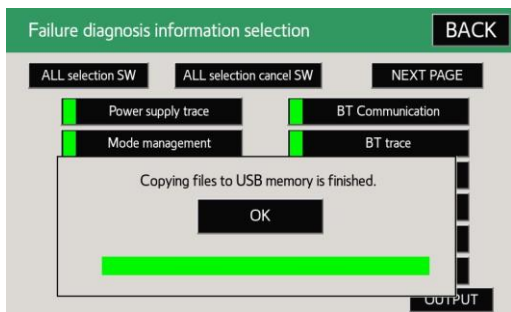 Failure diagnosis information selection BACK
ALL selection SW ALL selection cancel SW NEXT PAGE
Power supply trace BT Communication
Mode management BT trace
Copying files to USB memory is finished.
OK
OUTPUT